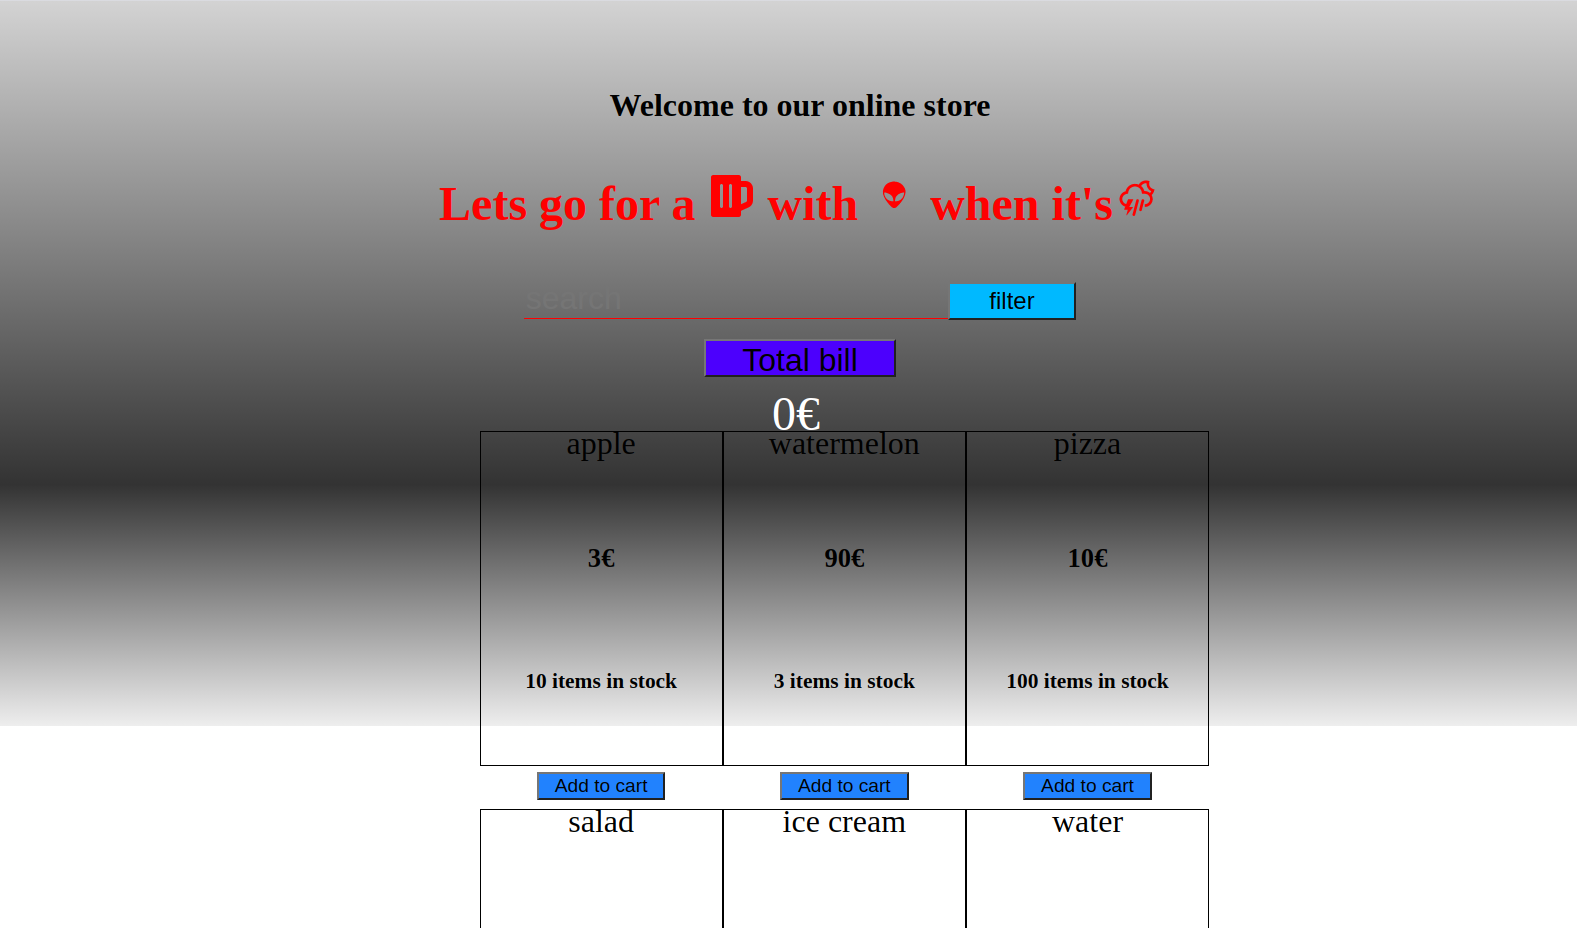 Welcome to our online store
Lets go for a with when it's
search filter
Total bill
0€
apple watermelon pizza
3€ 90€ 10€
10 items in stock 3 items in stock 100 items in stock
Add to cart Add to cart Add to cart
salad ice cream water